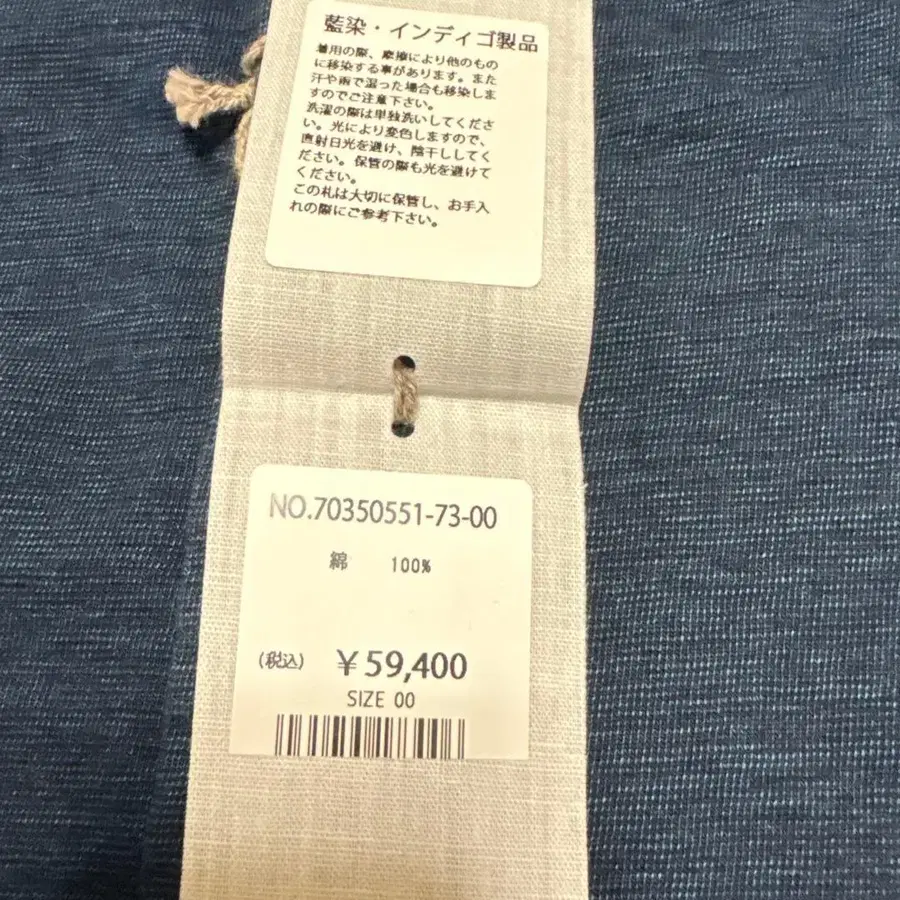 藍染・インディゴ製品
着用の際、摩擦により他のもの
に移染する事があります。また
汗や雨で湿った場合も移染しま
すのでご注意下さい。
洗濯の際は単独洗いしてくださ
い。光により変色しますので、
直射日光を避け、陰干ししてく
ださい。保管の際も光を避けて
ください。
この札は大切に保管し、お手入
れの際にご参考下さい。
NO.70350551-73-00
綿 100%
(税込) ￥59,400
SIZE 00